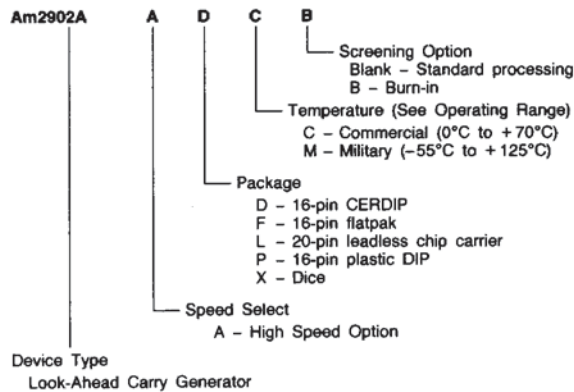 Am2902A A D C B
Screening Option
Blank – Standard processing
B – Burn-in
Temperature (See Operating Range)
C – Commercial (0°C to +70°C)
M – Military (–55°C to +125°C)
Package
D – 16-pin CERDIP
F – 16-pin flatpak
L – 20-pin leadless chip carrier
P – 16-pin plastic DIP
X – Dice
Speed Select
A – High Speed Option
Device Type
Look-Ahead Carry Generator